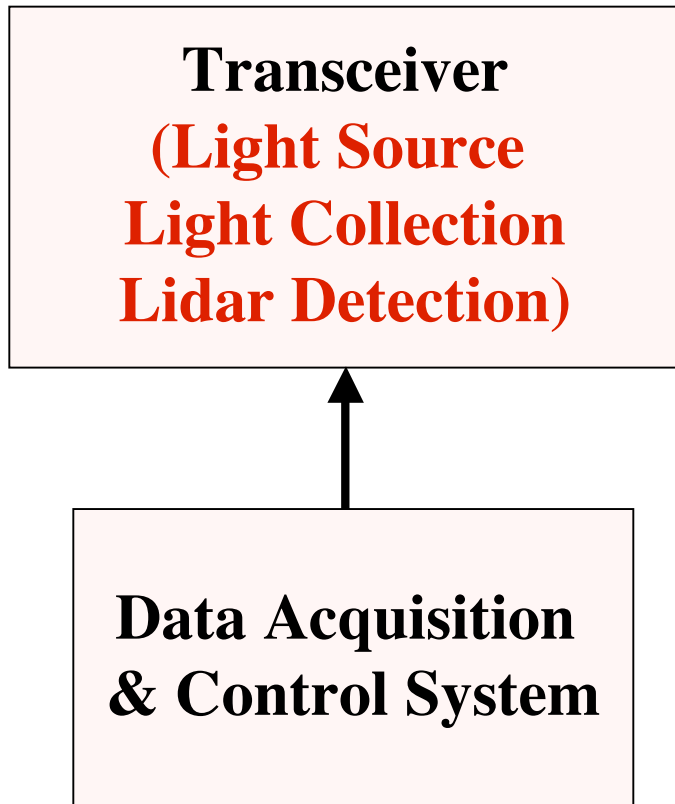 Transceiver
(Light Source
Light Collection
Lidar Detection)
Data Acquisition
& Control System